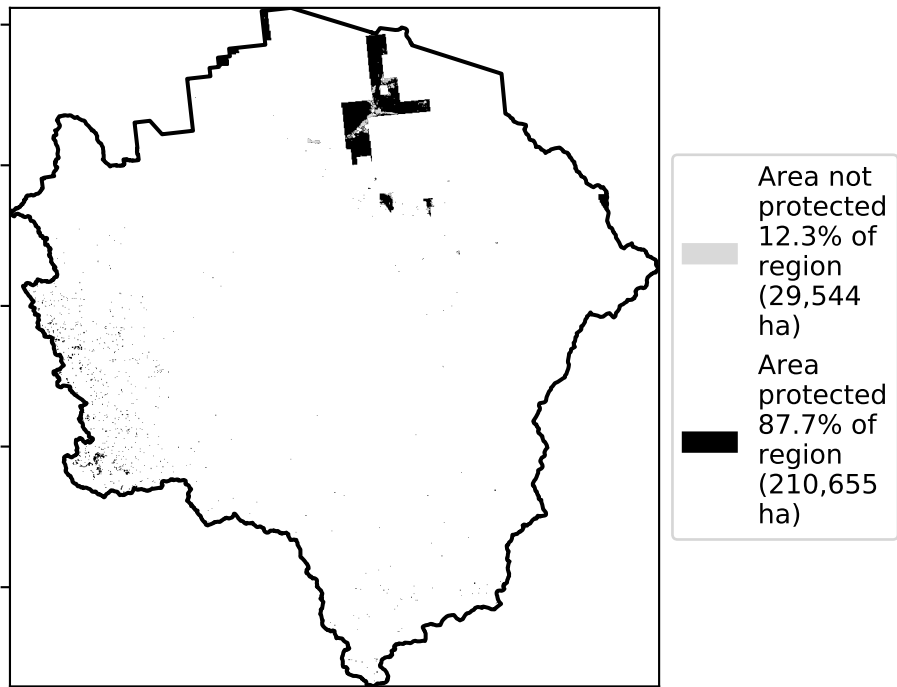 Area not
protected
12.3% of
region
(29,544
ha)
Area
protected
87.7% of
region
(210,655
ha)